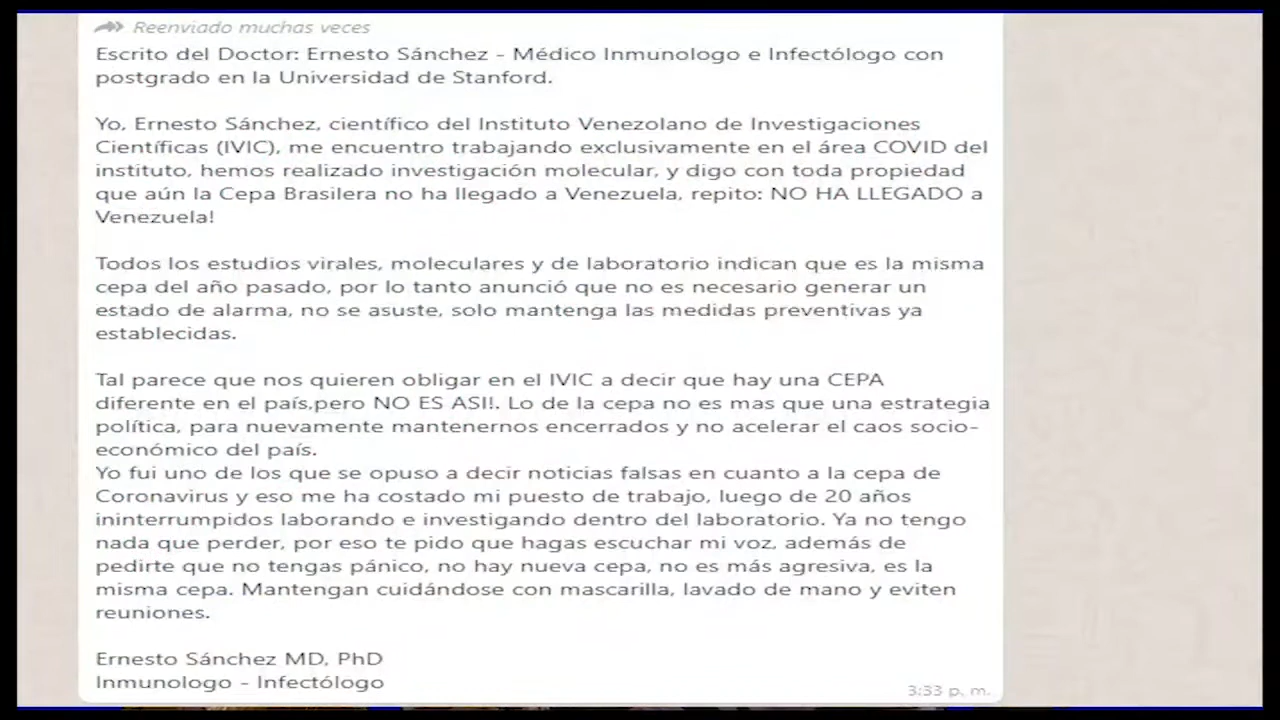 Reenviado muchas veces
Escrito del Doctor: Ernesto Sánchez - Médico Inmunologo e Infectólogo con
postgrado en la Universidad de Stanford.
Yo, Ernesto Sánchez, científico del Instituto Venezolano de Investigaciones
Científicas (IVIC), me encuentro trabajando exclusivamente en el área COVID del
instituto, hemos realizado investigación molecular, y digo con toda propiedad
que aún la Cepa Brasilera no ha llegado a Venezuela, repito: NO HA LLEGADO a
Venezuela!
Todos los estudios virales, moleculares y de laboratorio indican que es la misma
cepa del año pasado, por lo tanto anunció que no es necesario generar un
estado de alarma, no se asuste, solo mantenga las medidas preventivas ya
establecidas.
Tal parece que nos quieren obligar en el IVIC a decir que hay una CEPA
diferente en el país,pero NO ES ASI!. Lo de la cepa no es mas que una estrategia
política, para nuevamente mantenernos encerrados y no acelerar el caos socio-
económico del país.
Yo fui uno de los que se opuso a decir noticias falsas en cuanto a la cepa de
Coronavirus y eso me ha costado mi puesto de trabajo, luego de 20 años
ininterrumpidos laborando e investigando dentro del laboratorio. Ya no tengo
nada que perder, por eso te pido que hagas escuchar mi voz, además de
pedirte que no tengas pánico, no hay nueva cepa, no es más agresiva, es la
misma cepa. Mantengan cuidándose con mascarilla, lavado de mano y eviten
reuniones.
Ernesto Sánchez MD, PhD
Inmunologo - Infectólogo
3:33 p. m.